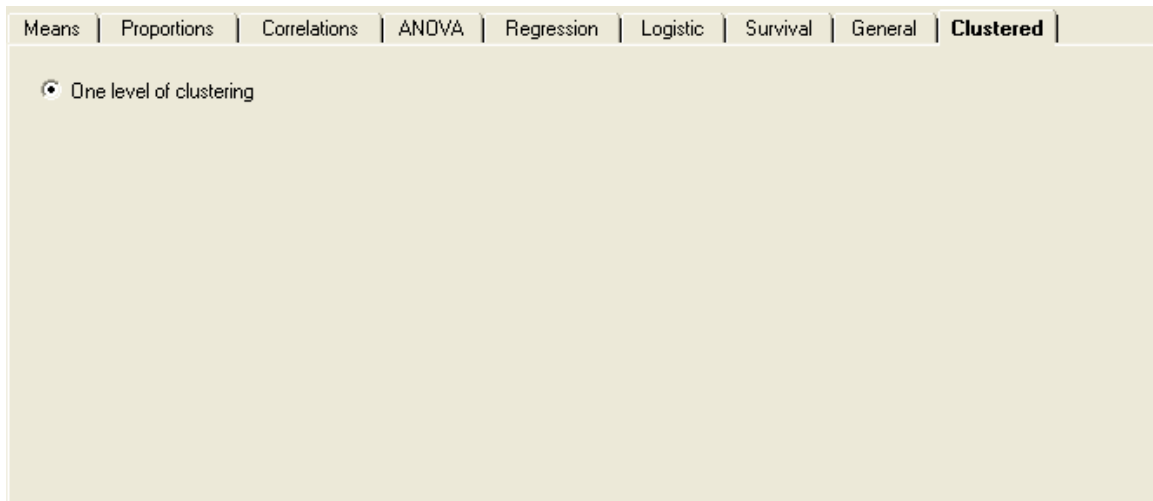 Means Proportions Correlations ANOVA Regression Logistic Survival General Clustered
One level of clustering